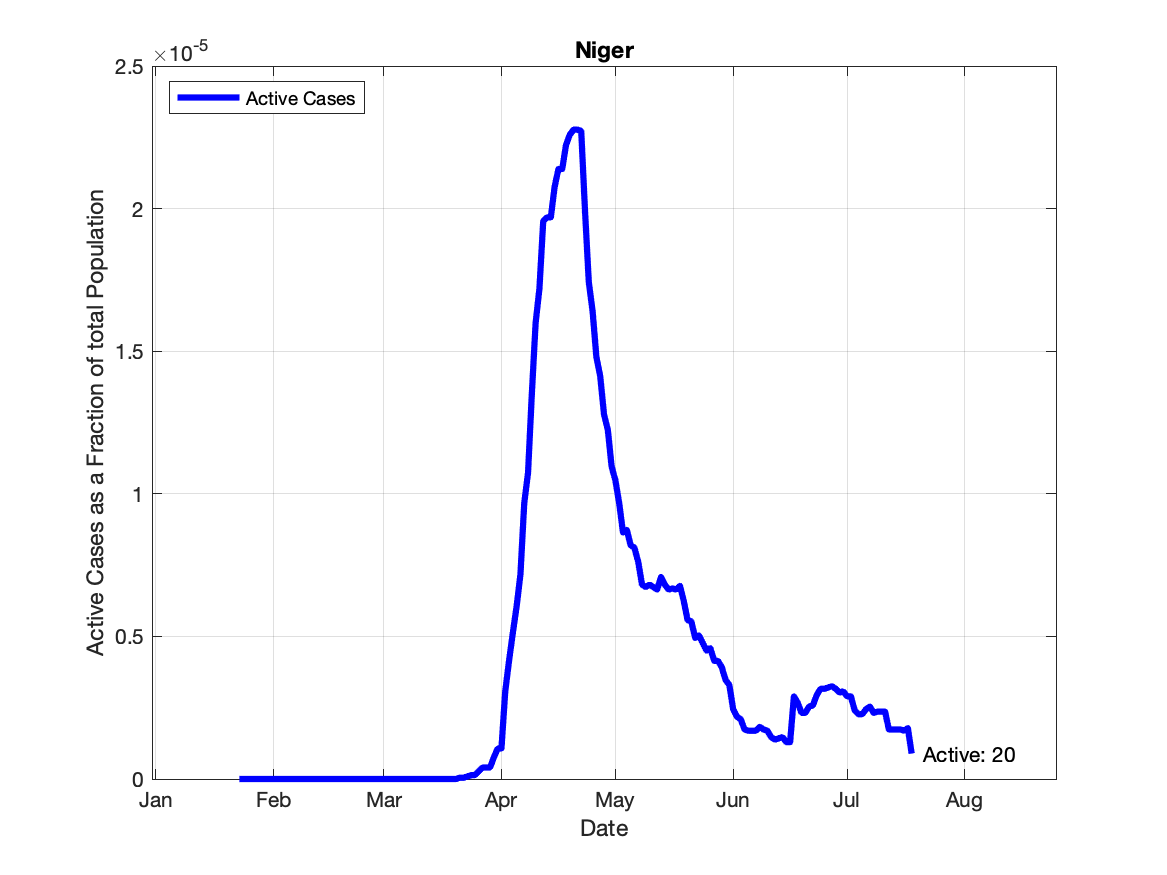 Niger
×10-5
Active Cases
2.5
2
1.5
1
0.5
0
Active Cases as a Fraction of total Population
Active: 20
Jan Feb Mar Apr May Jun Jul Aug
Date